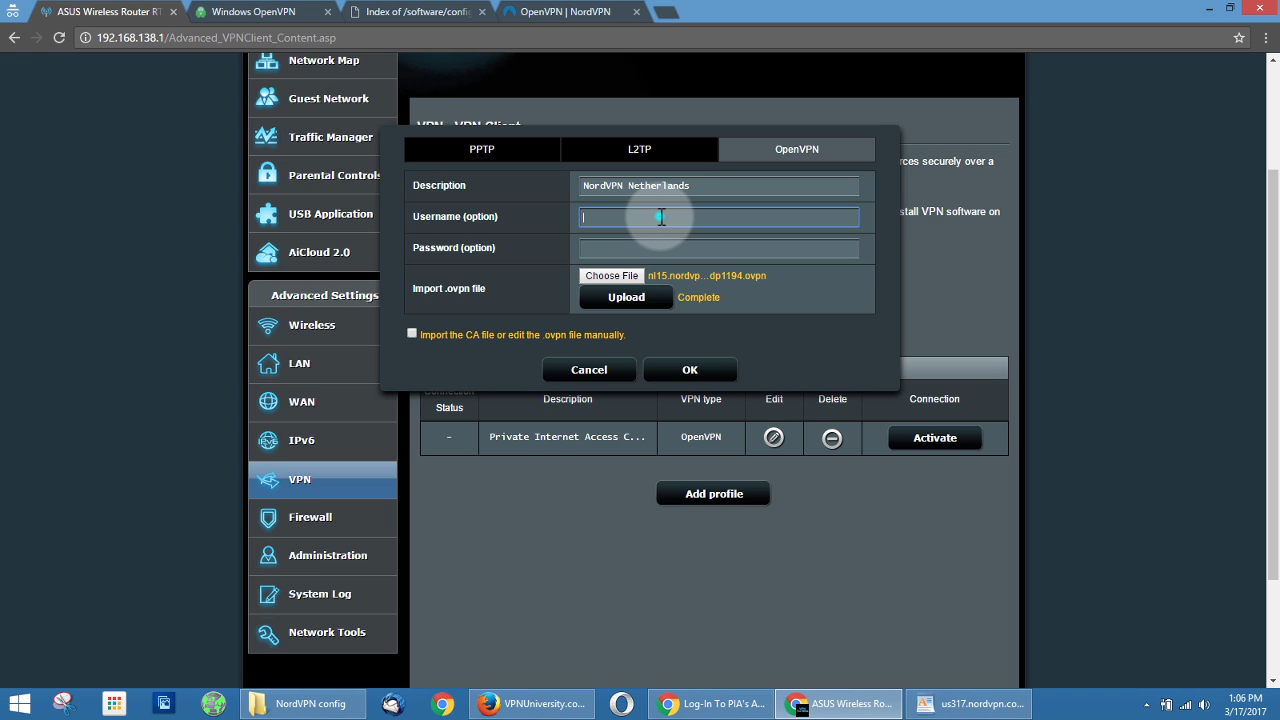 ASUS Wireless Router RT
Windows OpenVPN
Index of /software/config
OpenVPN | NordVPN
192.168.138.1/Advanced_VPNClient_Content.asp
Network Map
Guest Network
Traffic Manager
Parental Controls
USB Application
AiCloud 2.0
Advanced Settings
Wireless
LAN
WAN
IPv6
VPN
Firewall
Administration
System Log
Network Tools
VPN - VPN Client
rces securely over a
stall VPN software on
PPTP
L2TP
OpenVPN
Description
NordVPN Netherlands
Username (option)
Password (option)
Import .ovpn file
Choose File nl15.nordvp...dp1194.ovpn
Upload Complete
Import the CA file or edit the .ovpn file manually.
Cancel
OK
Connection Description VPN type Edit Delete Connection
Status
- Private Internet Access C... OpenVPN Activate
Add profile
NordVPN config
VPNUniversity.co...
Log-In To PIA's A...
ASUS Wireless Ro...
us317.nordvpn.co...
1:06 PM
3/17/2017